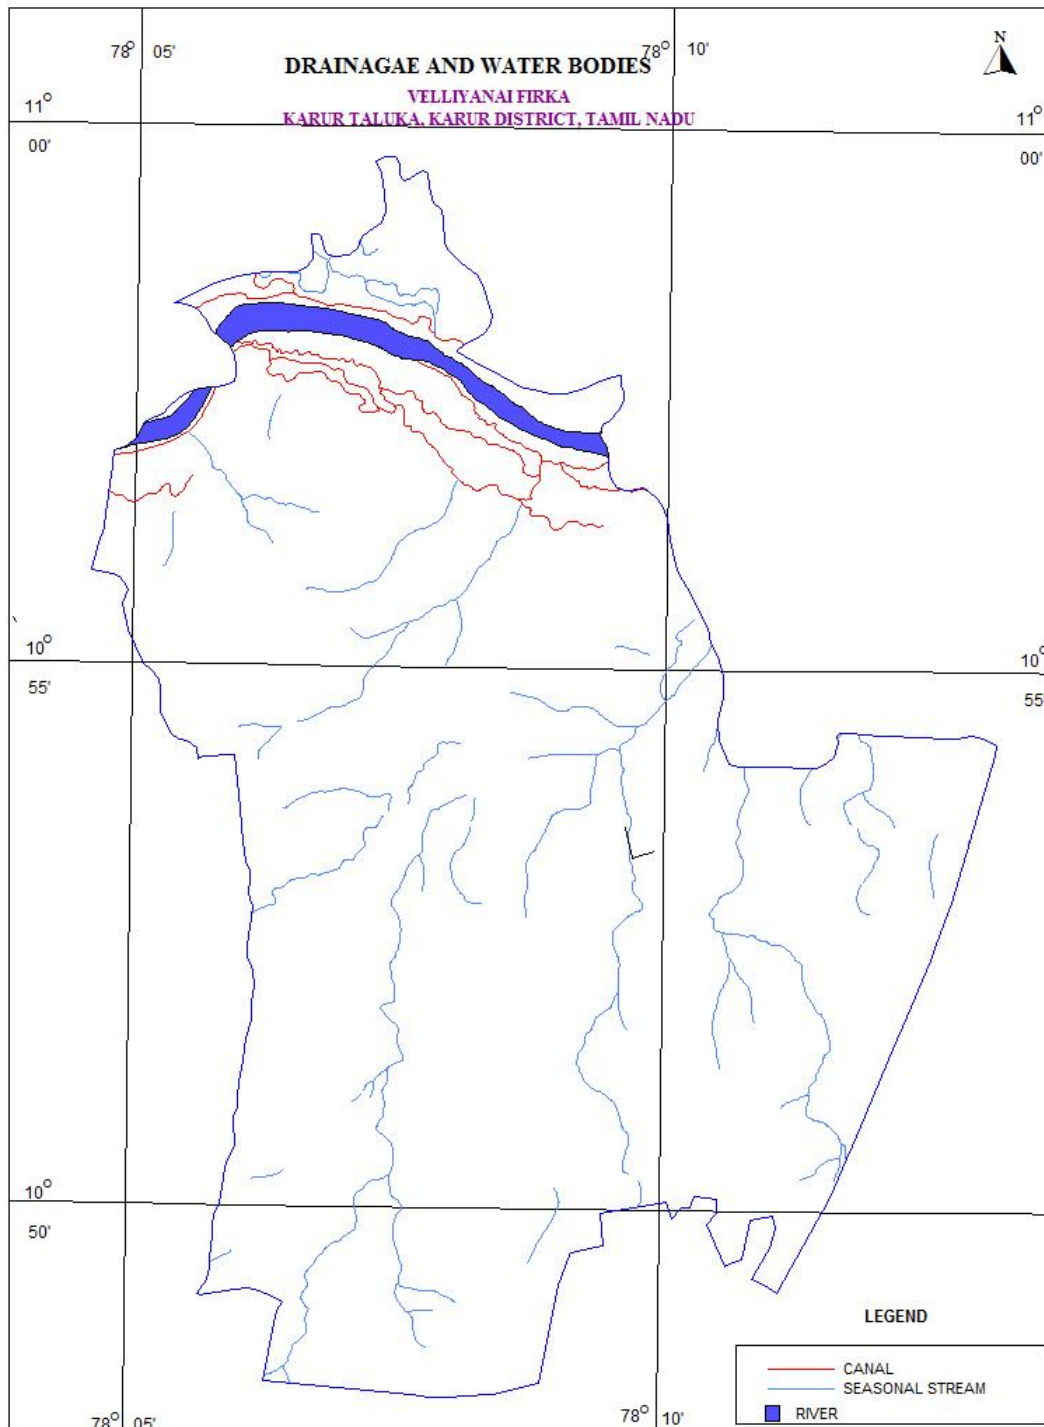 78° 05' 78° 10'
N
DRAINAGAE AND WATER BODIES
VELLIYANAI FIRKA
KARUR TALUKA, KARUR DISTRICT, TAMIL NADU
11° 11°
00' 00'
10° 10°
55' 55
10°
50'
LEGEND
CANAL
SEASONAL STREAM
RIVER
78° 05' 78° 10'